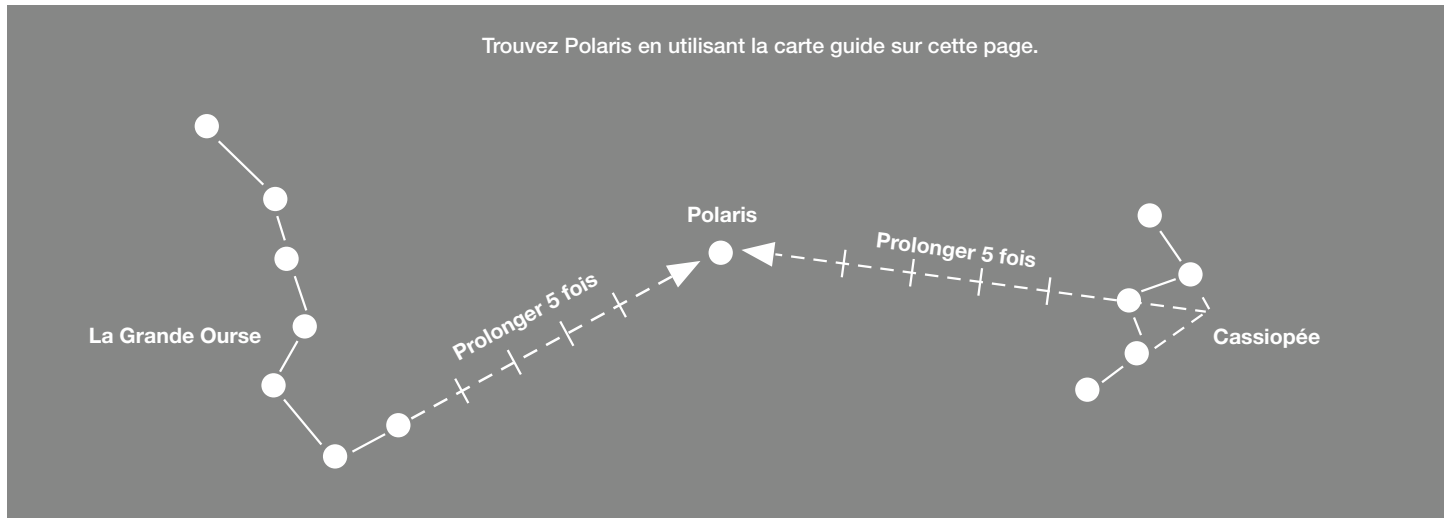 Trouvez Polaris en utilisant la carte guide sur cette page.
Polaris
Prolonger 5 fois
Prolonger 5 fois
La Grande Ourse
Cassiopée